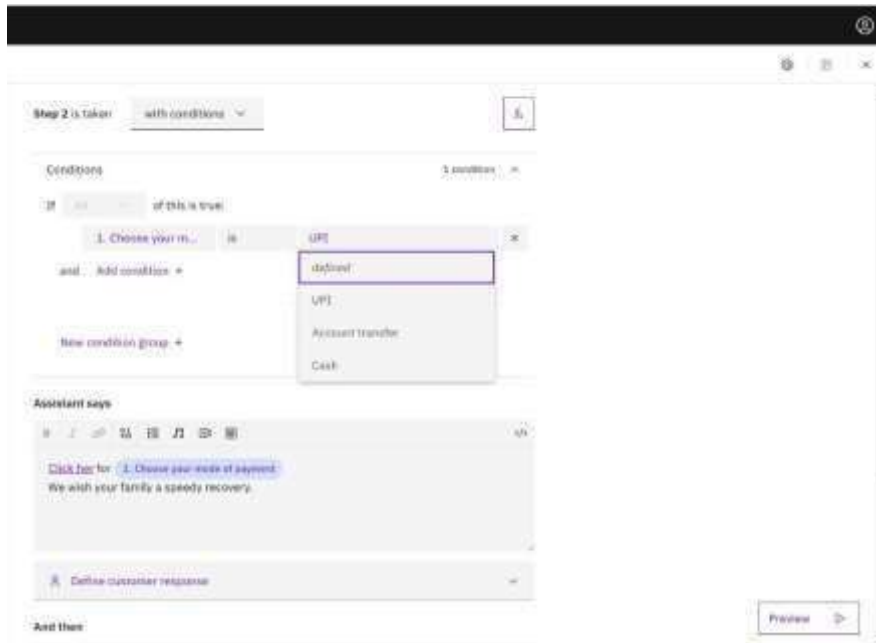 Step 2 is taken with conditions
Conditions 1 condition
If of this is true:
1. Choose your m... is UPI
and Add condition +
defined
UPI
Account transfer
Cash
New condition group +
Assistant says
B I
Click her for 1. Choose your mode of payment
We wish your family a speedy recovery.
Define customer response
And then
Preview